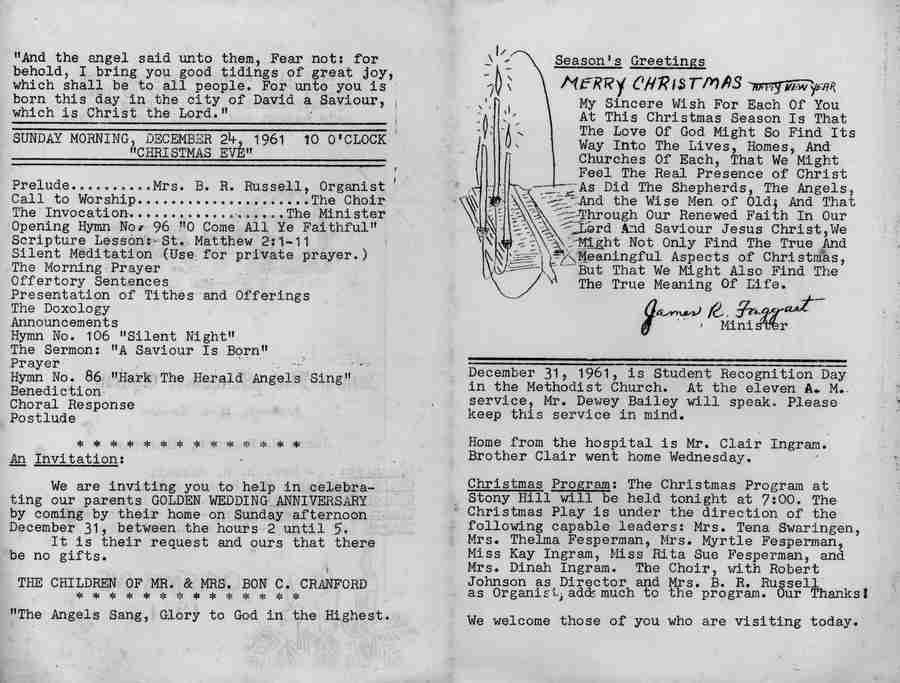 "And the angel said unto them, Fear not: for
behold, I bring you good tidings of great joy,
which shall be to all people. For unto you is
born this day in the city of David a Saviour,
which is Christ the Lord."
SUNDAY MORNING, DECEMBER 24, 1961 10 O'CLOCK
"CHRISTMAS EVE"
Prelude..........Mrs. B. R. Russell, Organist
Call to Worship.....................The Choir
The Invocation...................The Minister
Opening Hymn No. 96 "O Come All Ye Faithful"
Scripture Lesson: St. Matthew 2:1-11
Silent Meditation (Use for private prayer.)
The Morning Prayer
Offertory Sentences
Presentation of Tithes and Offerings
The Doxology
Announcements
Hymn No. 106 "Silent Night"
The Sermon: "A Saviour Is Born"
Prayer
Hymn No. 86 "Hark The Herald Angels Sing"
Benediction
Choral Response
Postlude
* * * * * * * * * * * * * *
An Invitation:
We are inviting you to help in celebra-
ting our parents GOLDEN WEDDING ANNIVERSARY
by coming by their home on Sunday afternoon
December 31, between the hours 2 until 5.
It is their request and ours that there
be no gifts.
THE CHILDREN OF MR. & MRS. BON C. CRANFORD
* * * * * * * * * * * * * *
"The Angels Sang, Glory to God in the Highest.
Season's Greetings
MERRY CHRISTMAS HAPPY NEW YEAR
My Sincere Wish For Each Of You
At This Christmas Season Is That
The Love Of God Might So Find Its
Way Into The Lives, Homes, And
Churches Of Each, That We Might
Feel The Real Presence of Christ
As Did The Shepherds, The Angels,
And the Wise Men of Old; And That
Through Our Renewed Faith In Our
Lord And Saviour Jesus Christ,We
Might Not Only Find The True And
Meaningful Aspects of Christmas,
But That We Might Also Find The
The True Meaning Of Life.
James R. Faggart
Minister
December 31, 1961, is Student Recognition Day
in the Methodist Church. At the eleven A. M.
service, Mr. Dewey Bailey will speak. Please
keep this service in mind.
Home from the hospital is Mr. Clair Ingram.
Brother Clair went home Wednesday.
Christmas Program: The Christmas Program at
Stony Hill will be held tonight at 7:00. The
Christmas Play is under the direction of the
following capable leaders: Mrs. Tena Swaringen,
Mrs. Thelma Fesperman, Mrs. Myrtle Fesperman,
Miss Kay Ingram, Miss Rita Sue Fesperman, and
Mrs. Dinah Ingram. The Choir, with Robert
Johnson as Director and Mrs. B. R. Russell
as Organist, adds much to the program. Our Thanks!
We welcome those of you who are visiting today.